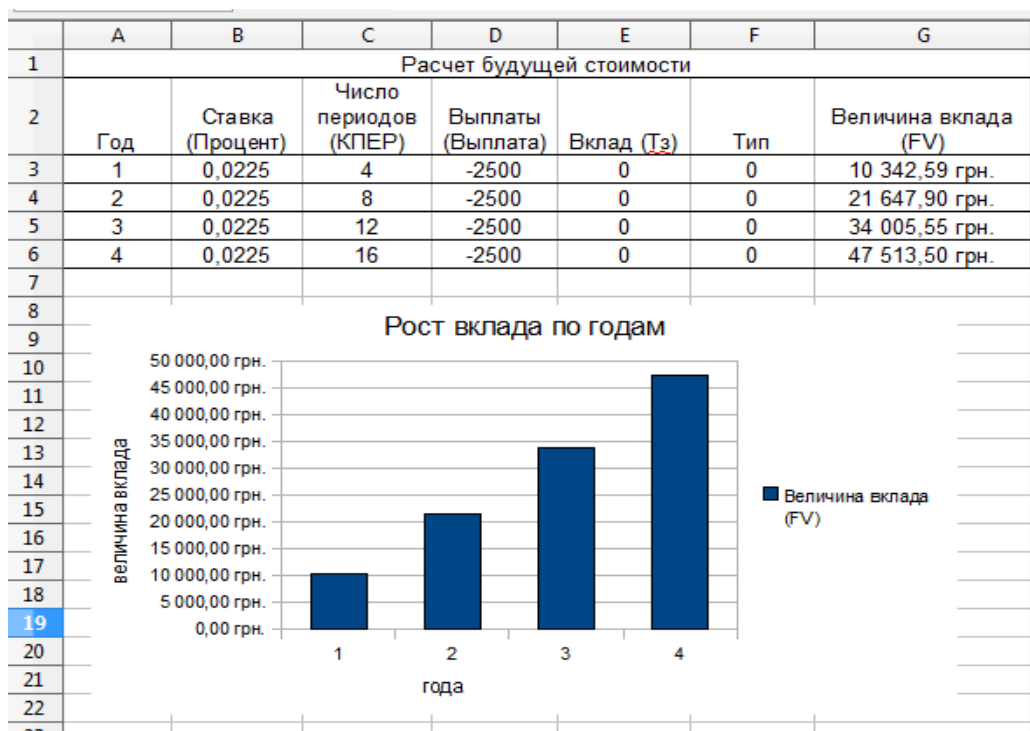 A B C D E F G
1 Расчет будущей стоимости
2 Год Ставка (Процент) Число периодов (КПЕР) Выплаты (Выплата) Вклад (Тз) Тип Величина вклада (FV)
3 1 0,0225 4 -2500 0 0 10 342,59 грн.
4 2 0,0225 8 -2500 0 0 21 647,90 грн.
5 3 0,0225 12 -2500 0 0 34 005,55 грн.
6 4 0,0225 16 -2500 0 0 47 513,50 грн.
7
8
9
10
11
12
13
14
15
16
17
18
19
20
21
22
Рост вклада по годам
величина вклада
50 000,00 грн.
45 000,00 грн.
40 000,00 грн.
35 000,00 грн.
30 000,00 грн.
25 000,00 грн.
20 000,00 грн.
15 000,00 грн.
10 000,00 грн.
5 000,00 грн.
0,00 грн.
1 2 3 4
года
Величина вклада
(FV)